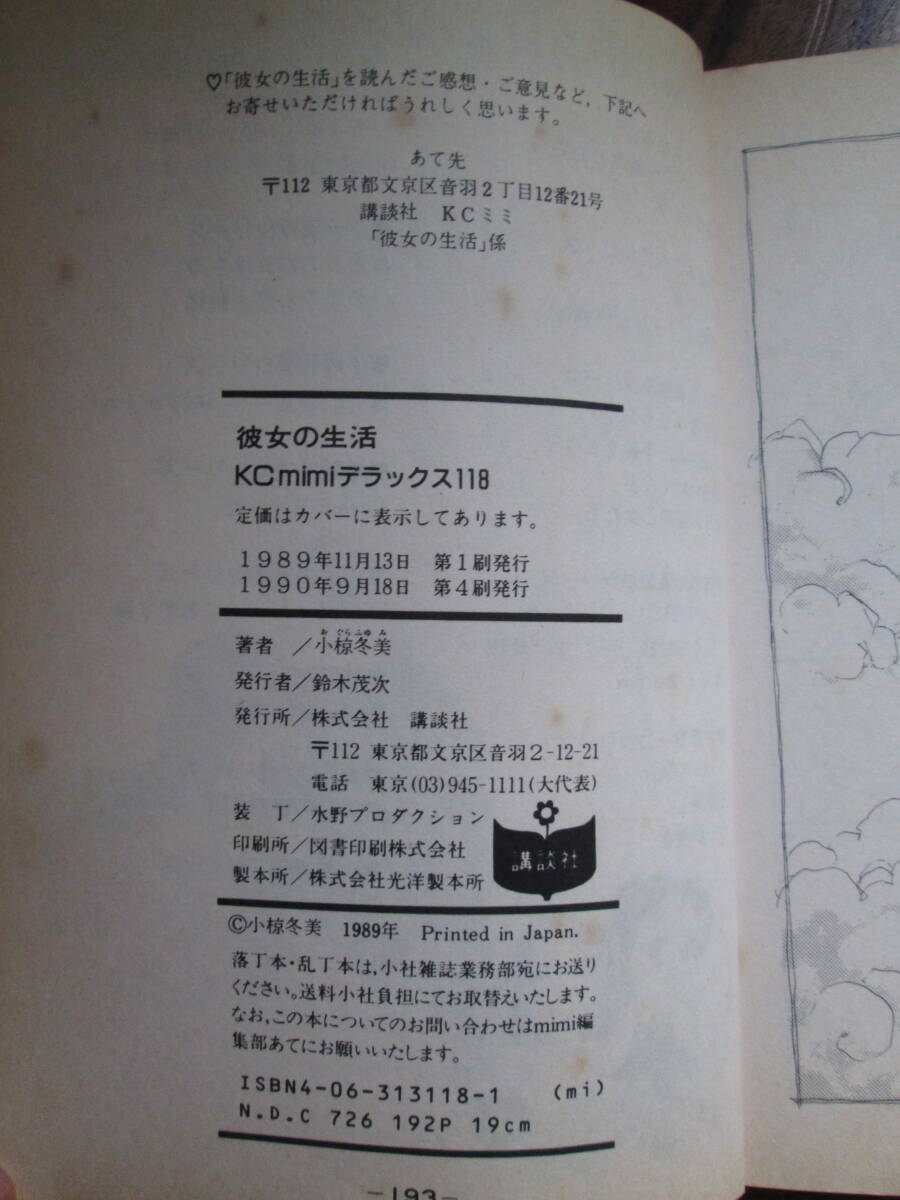 ♡「彼女の生活」を読んだご感想・ご意見など、下記へ
お寄せいただければうれしく思います。
あて先
〒112 東京都文京区音羽2丁目12番21号
講談社 KCミミ
「彼女の生活」係
彼女の生活
KCmimiデラックス118
定価はカバーに表示してあります。
1989年11月13日 第1刷発行
1990年9月18日 第4刷発行
おぐらふゆみ
著者／小椋冬美
発行者／鈴木茂次
発行所／株式会社 講談社
〒112 東京都文京区音羽2-12-21
電話 東京(03)945-1111(大代表)
装丁／水野プロダクション
印刷所／図書印刷株式会社
製本所／株式会社光洋製本所
講談社
©小椋冬美 1989年 Printed in Japan.
落丁本・乱丁本は,小社雑誌業務部宛にお送り
ください。送料小社負担にてお取替えいたします。
なお,この本についてのお問い合わせはmimi編
集部あてにお願いいたします。
ISBN4-06-313118-1 (mi)
N.D.C 726 192P 19cm
-193-